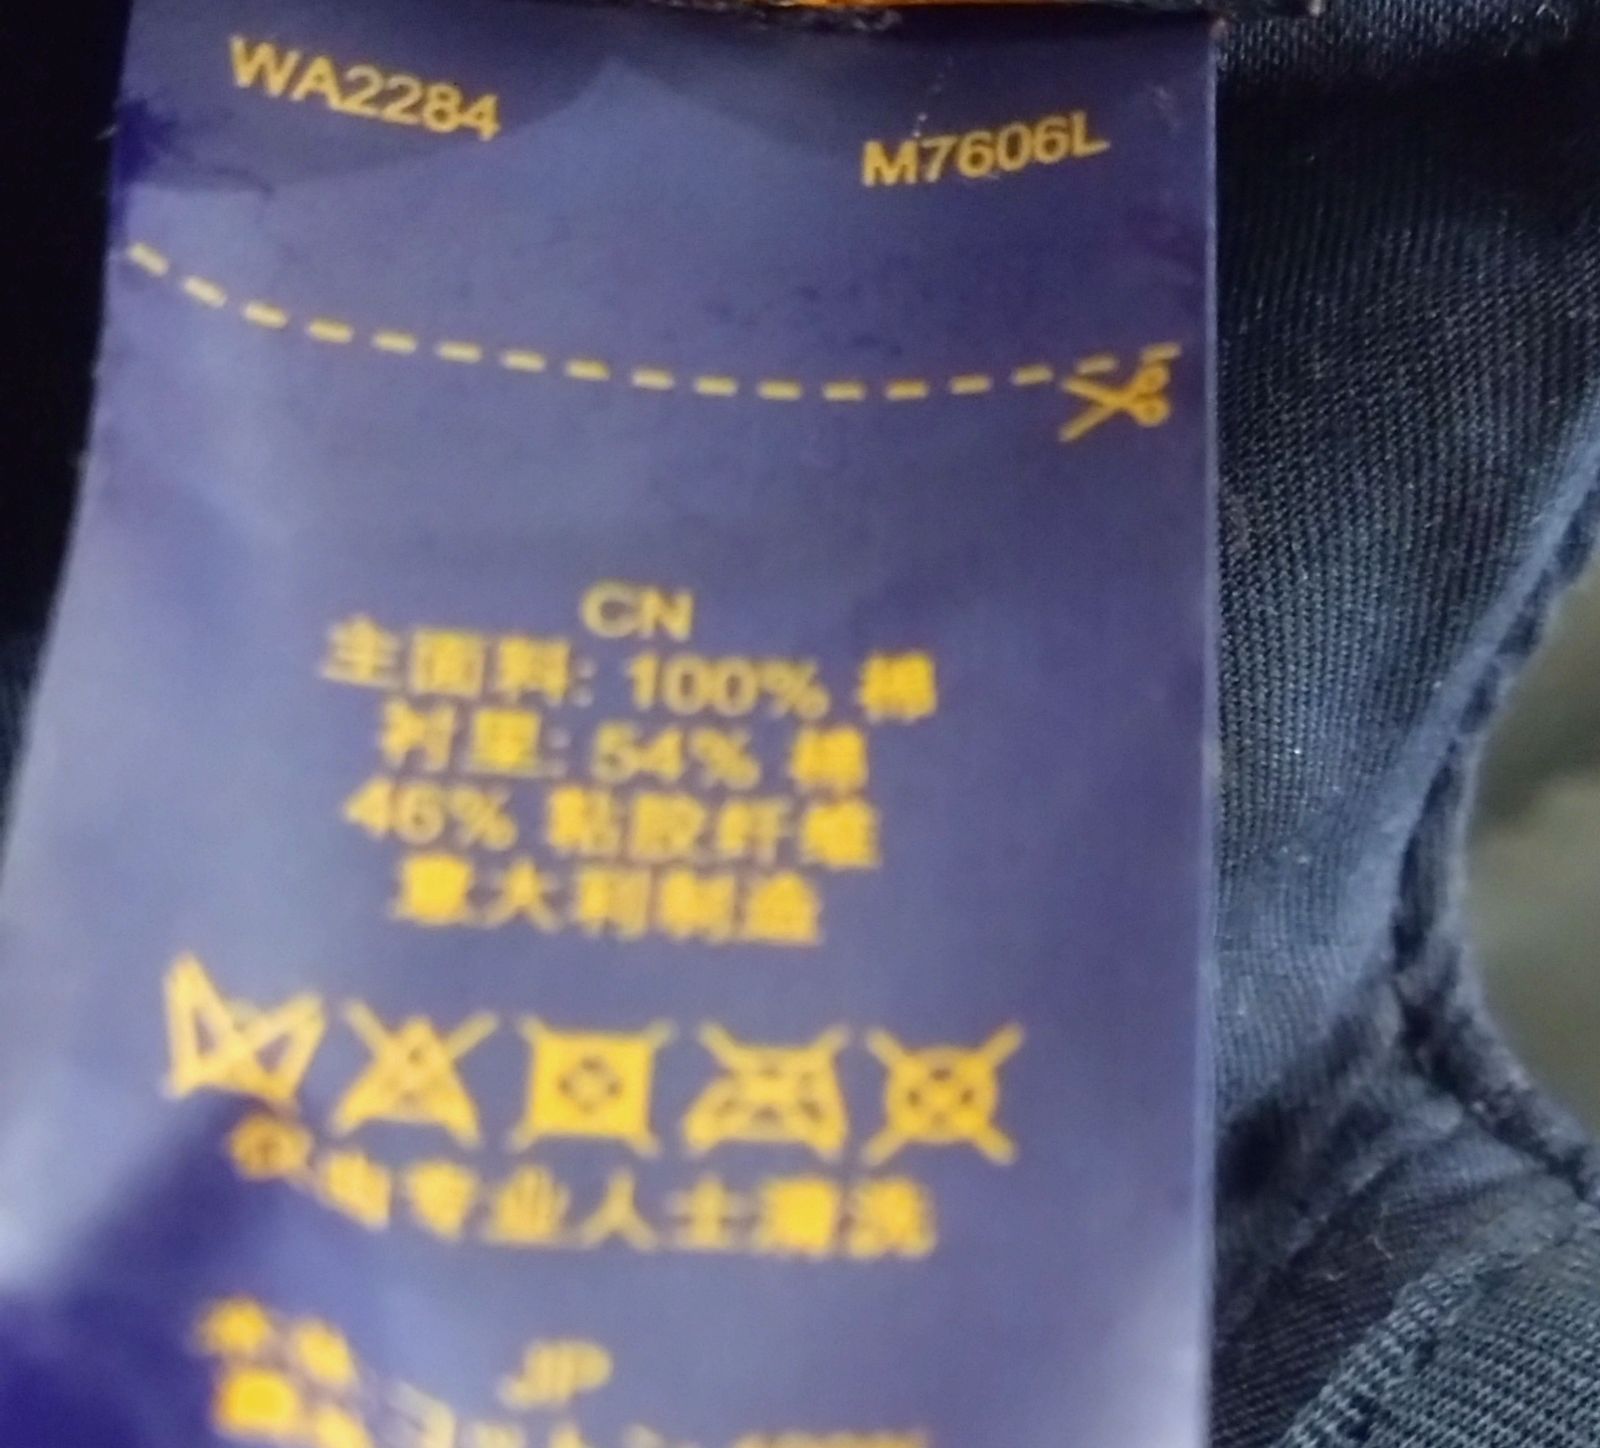 WA2284
M7606L
CN
主面料: 100% 棉
衬里: 54% 棉
46% 粘胶纤维
意大利制造
只由专业人士清洗
JP